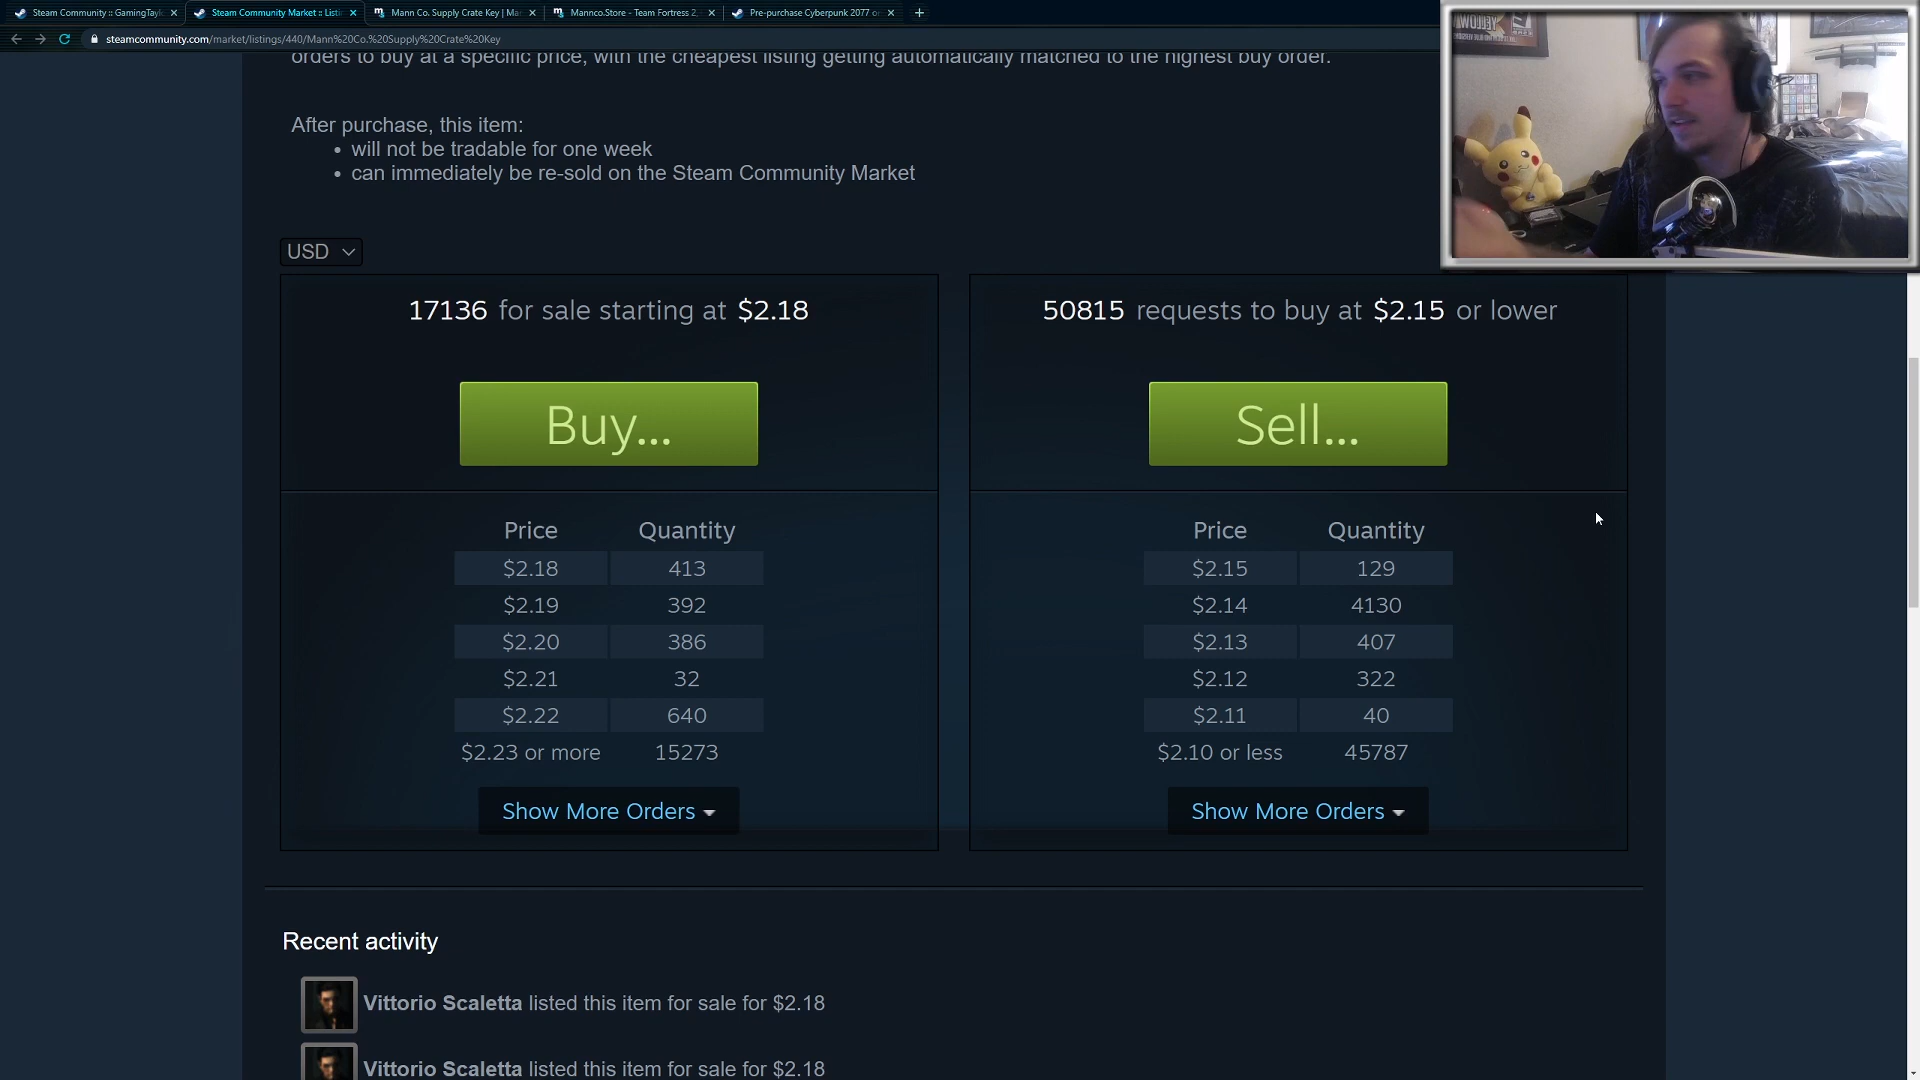 Steam Community :: GamingTayl
Steam Community Market :: Listi
Mann Co. Supply Crate Key | Ma
Mannco.Store - Team Fortress 2,
Pre-purchase Cyberpunk 2077 o
steamcommunity.com/market/listings/440/Mann%20Co.%20Supply%20Crate%20Key
YELLOW
orders to buy at a specific price, with the cheapest listing getting automatically matched to the highest buy order.
After purchase, this item:
• will not be tradable for one week
• can immediately be re-sold on the Steam Community Market
USD
17136 for sale starting at $2.18
Buy...
Price Quantity
$2.18 413
$2.19 392
$2.20 386
$2.21 32
$2.22 640
$2.23 or more 15273
Show More Orders
50815 requests to buy at $2.15 or lower
Sell...
Price Quantity
$2.15 129
$2.14 4130
$2.13 407
$2.12 322
$2.11 40
$2.10 or less 45787
Show More Orders
Recent activity
Vittorio Scaletta listed this item for sale for $2.18
Vittorio Scaletta listed this item for sale for $2.18